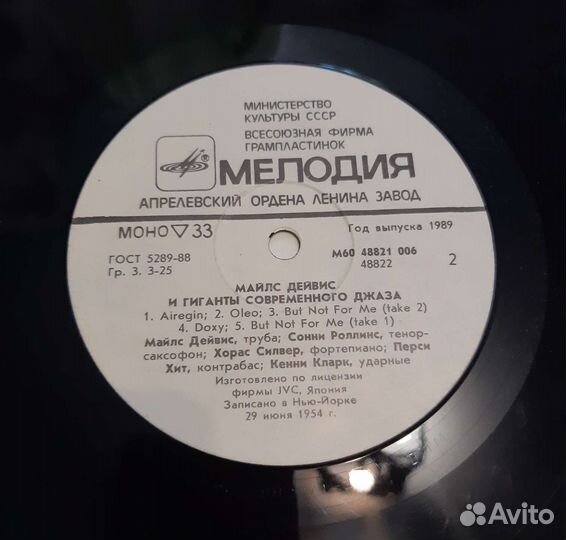 МИНИСТЕРСТВО
КУЛЬТУРЫ СССР
ВСЕСОЮЗНАЯ ФИРМА
ГРАМПЛАСТИНОК
® МЕЛОДИЯ
АПРЕЛЕВСКИЙ ОРДЕНА ЛЕНИНА ЗАВОД
МОНО ▽ 33
Год выпуска 1989
ГОСТ 5289-88
Гр. 3. 3-25
М60 48821 006
48822
2
МАЙЛС ДЕЙВИС
И ГИГАНТЫ СОВРЕМЕННОГО ДЖАЗА
1. Airegin; 2. Oleo; 3. But Not For Me (take 2)
4. Doxy; 5. But Not For Me (take 1)
Майлс Дейвис, труба; Сонни Роллинс, тенор-
саксофон; Хорас Силвер, фортепиано; Перси
Хит, контрабас; Кенни Кларк, ударные
Изготовлено по лицензии
фирмы JVC, Япония
Записано в Нью-Йорке
29 июня 1954 г.
Avito